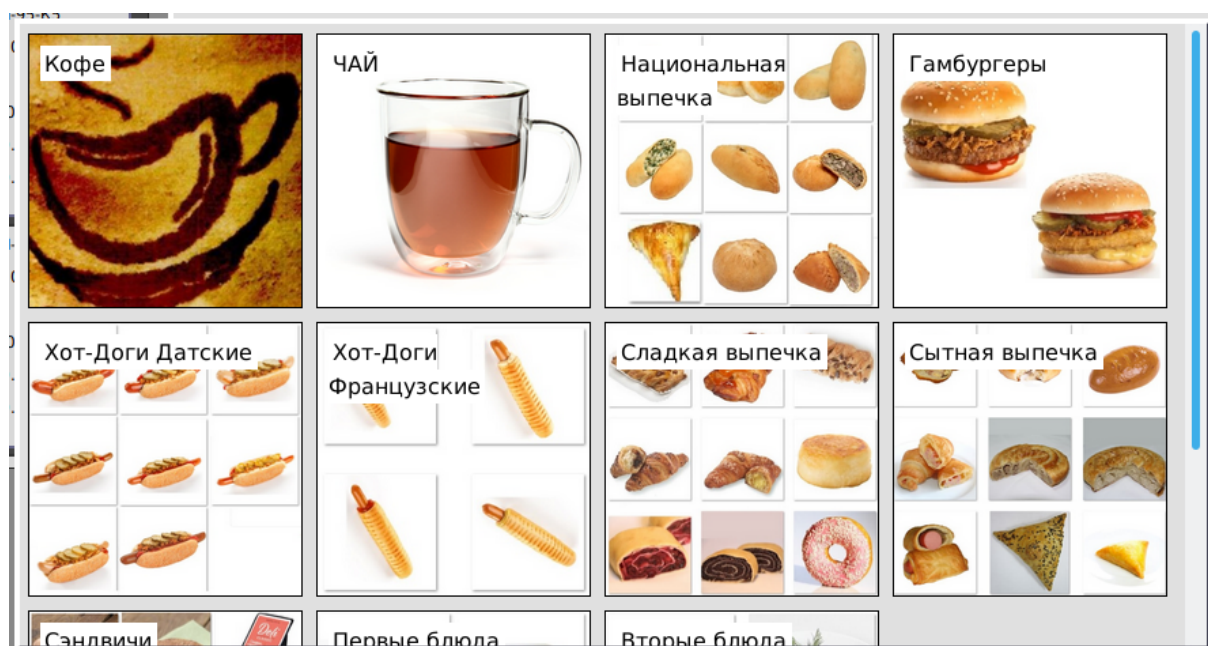 Кофе
ЧАЙ
Национальная
выпечка
Гамбургеры
Хот-Доги Датские
Хот-Доги
Французские
Сладкая выпечка
Сытная выпечка
Сэндвичи
Deli
Первые блюда
Вторые блюда